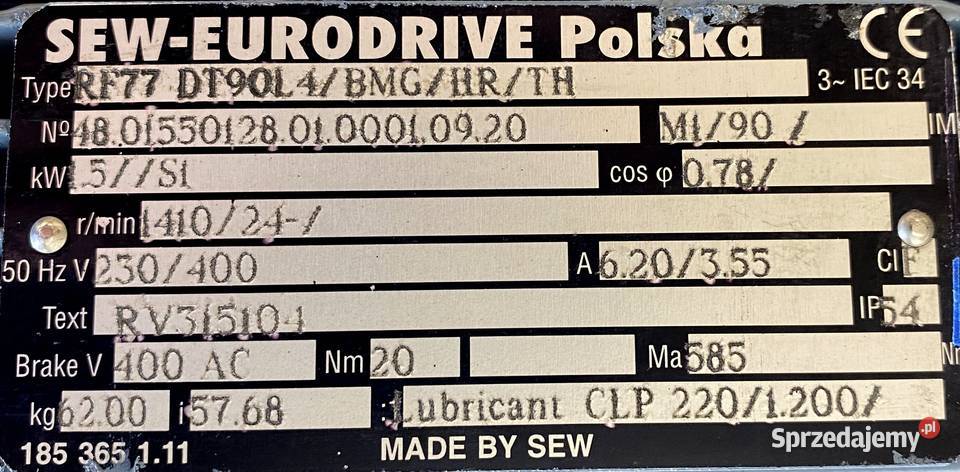 SEW-EURODRIVE Polska CE
Type RF77 DT90L4/BMG/HR/TH 3~ IEC 34
Nº 48.01550128.01.0001.09.20 M1/90 / IM
kW 1.5//S1 cos φ 0.78/
r/min 1410/24-/
50 Hz V 230/400 A 6.20/3.55 Cl F
Text RV315104 IP 54
Brake V 400 AC Nm 20 Ma 585 Nm
kg 62.00 i 57.68 : Lubricant CLP 220/1.200/
185 365 1.11 MADE BY SEW
Sprzedajemy.pl